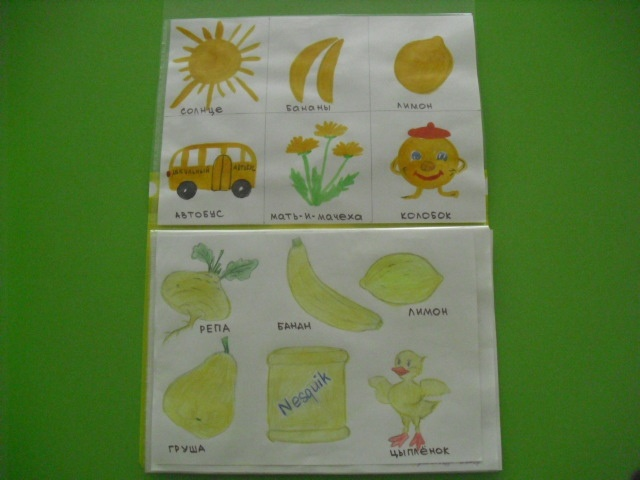 СОЛНЦЕ
БАНАНЫ
ЛИМОН
АВТОБУС
МАТЬ-И-МАЧЕХА
КОЛОБОК
РЕПА
БАНАН
ЛИМОН
Nesquik
ГРУША
ЦЫПЛЁНОК